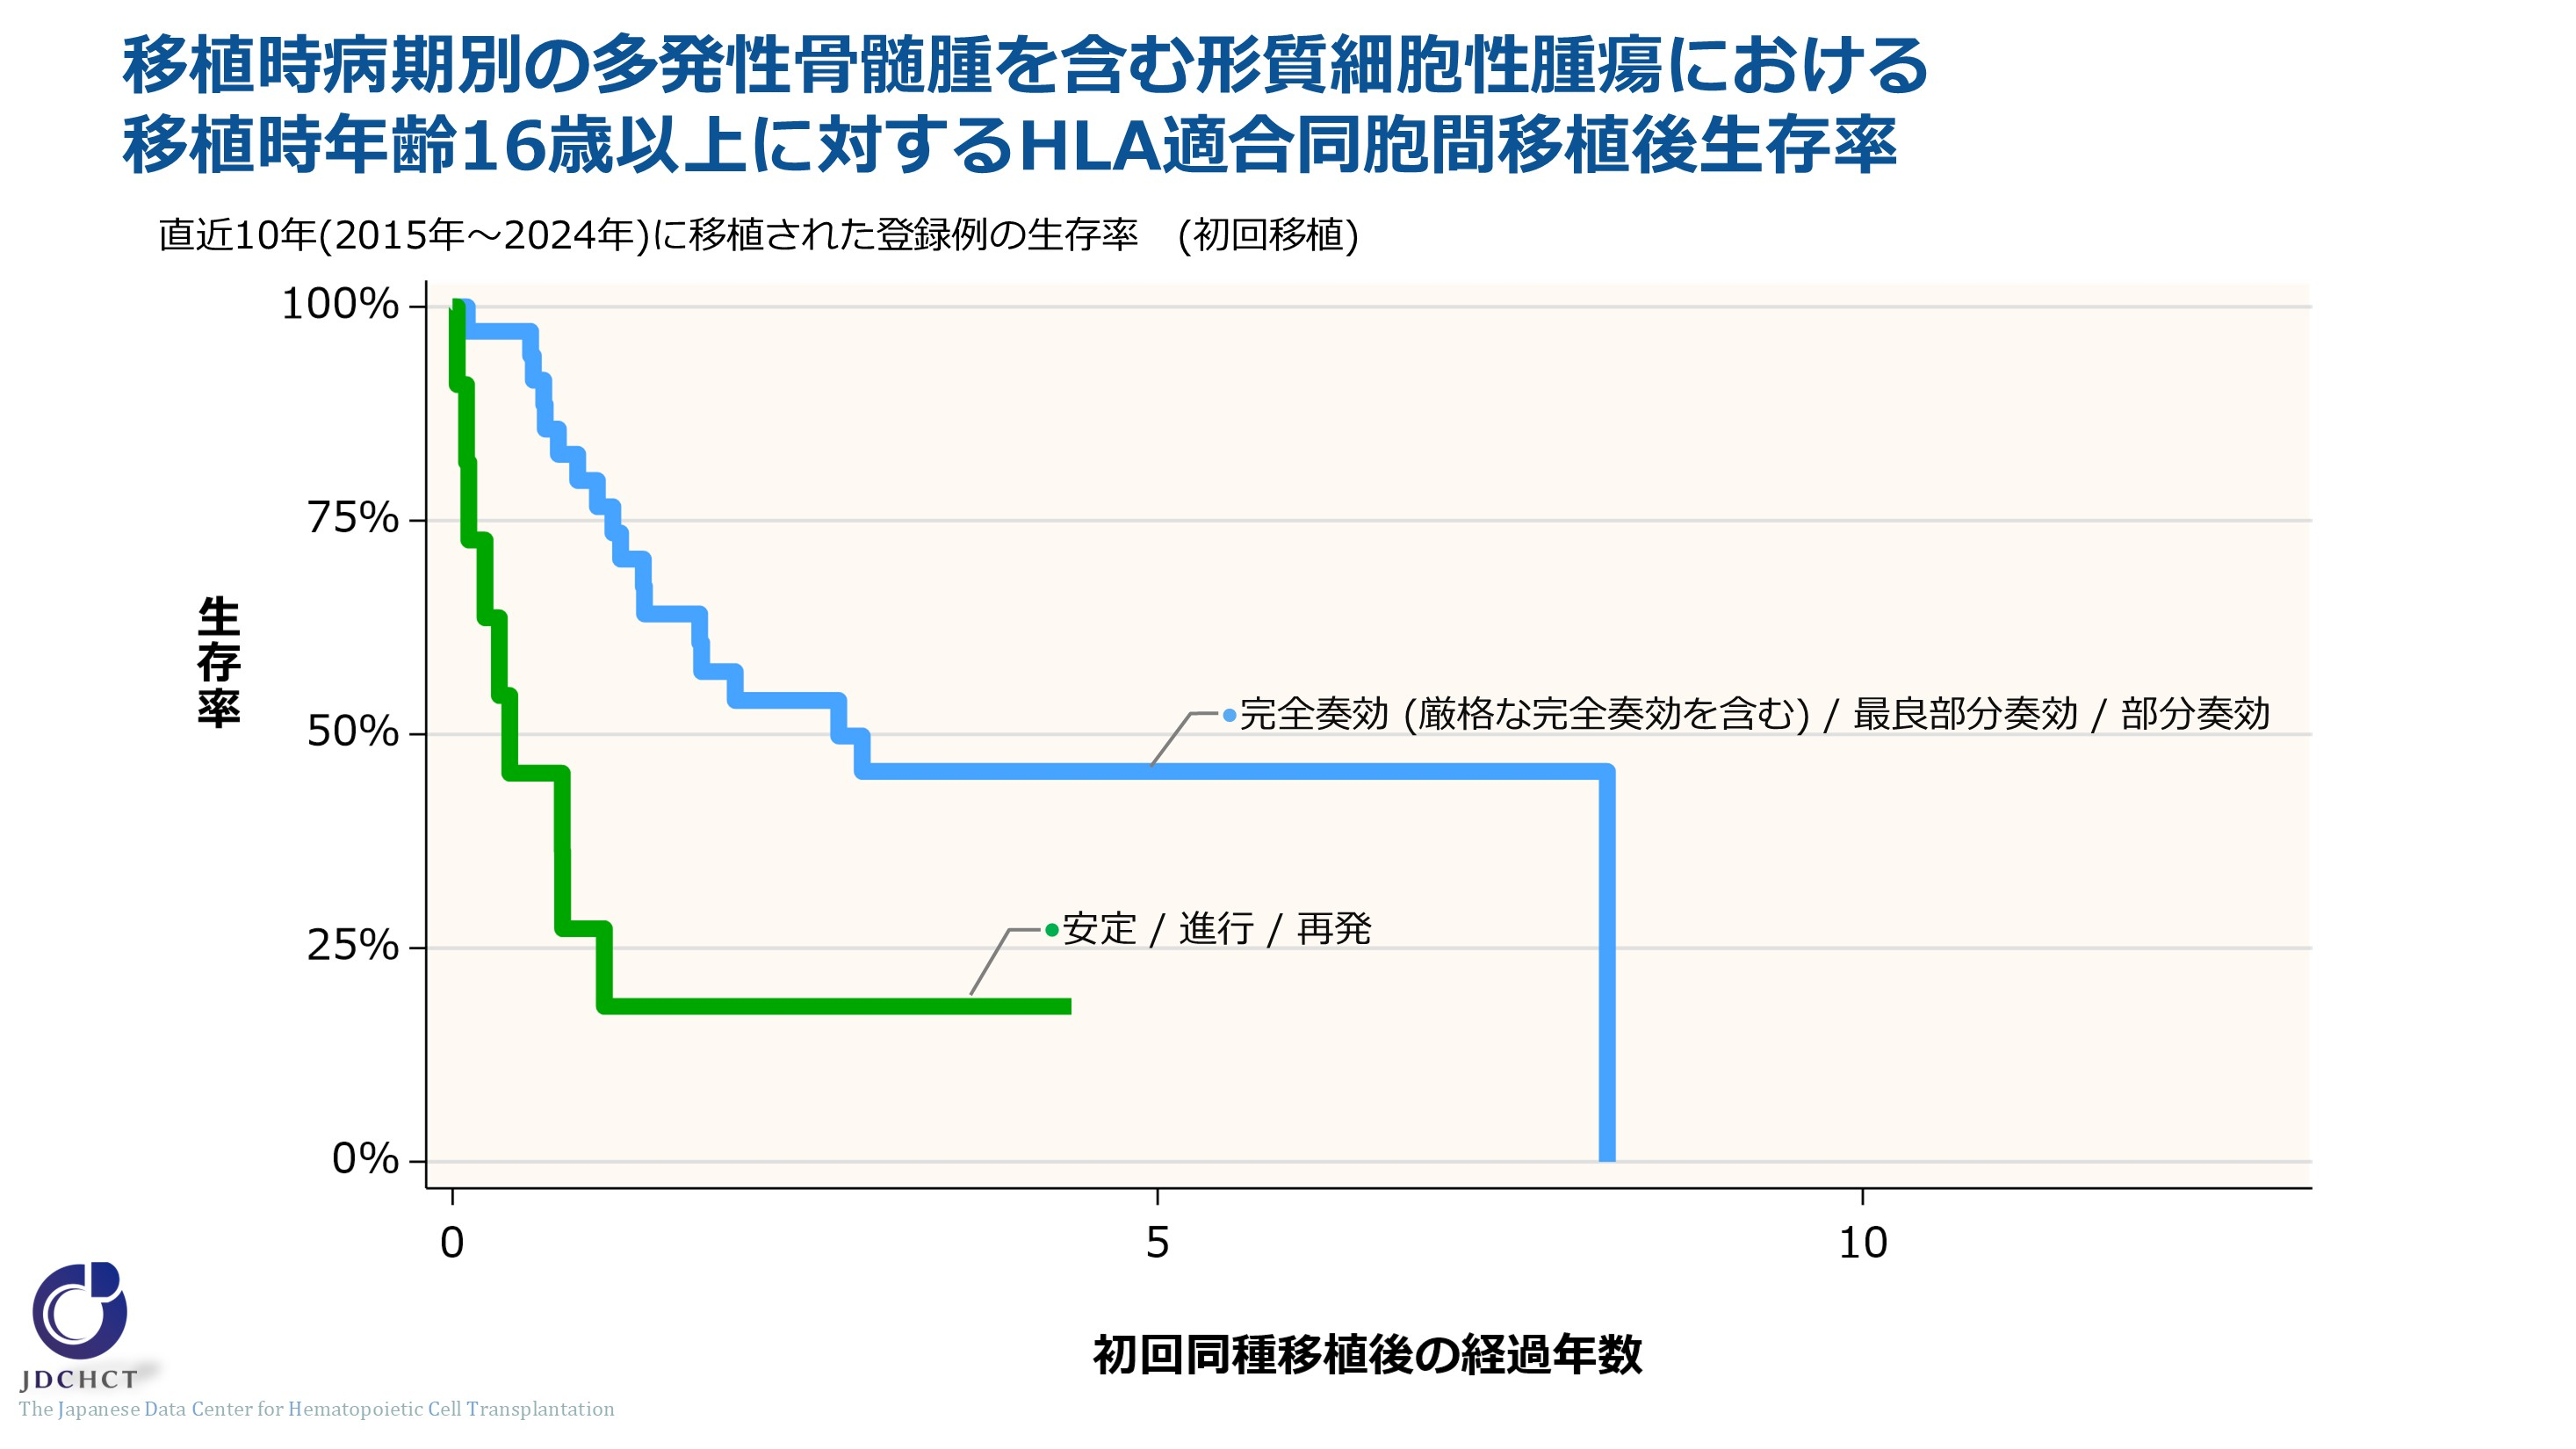 移植時病期別の多発性骨髄腫を含む形質細胞性腫瘍における
移植時年齢16歳以上に対するHLA適合同胞間移植後生存率
直近10年(2015年～2024年)に移植された登録例の生存率　(初回移植)
100%
75%
50%
25%
0%
生存率
完全奏効 (厳格な完全奏効を含む) / 最良部分奏効 / 部分奏効
安定 / 進行 / 再発
0
5
10
初回同種移植後の経過年数
JDCHCT
The Japanese Data Center for Hematopoietic Cell Transplantation